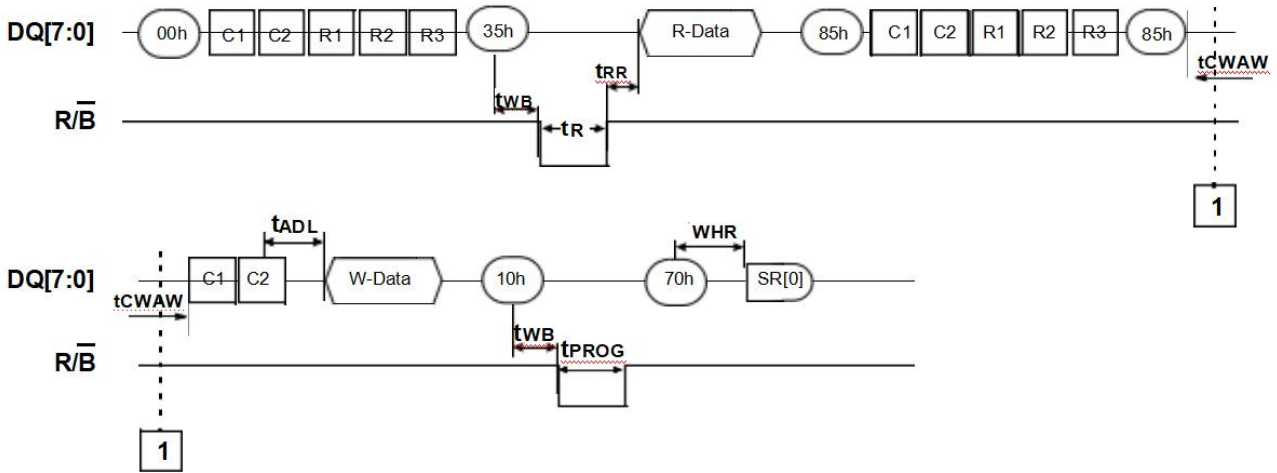 DQ[7:0] 00h C1 C2 R1 R2 R3 35h R-Data 85h C1 C2 R1 R2 R3 85h
tRR tCWAW
tWB
R/B tR
1
tADL WHR
DQ[7:0] C1 C2 W-Data 10h 70h SR[0]
tCWAW
tWB tPROG
R/B
1